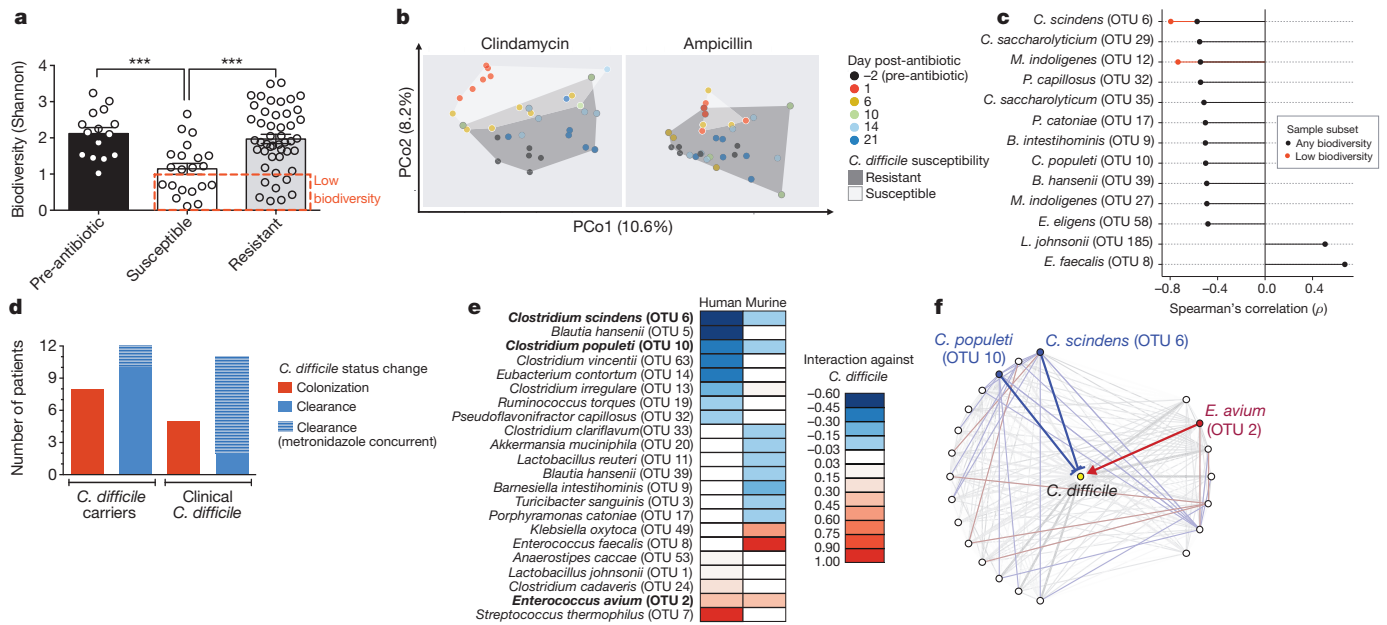 a
Biodiversity (Shannon)
4
3
2
1
0
***
***
Low
biodiversity
Pre-antibiotic
Susceptible
Resistant
b
Clindamycin
Ampicillin
PCo2 (8.2%)
PCo1 (10.6%)
Day post-antibiotic
–2 (pre-antibiotic)
1
6
10
14
21
C. difficile susceptibility
Resistant
Susceptible
c
C. scindens (OTU 6)
C. saccharolyticum (OTU 29)
M. indoligenes (OTU 12)
P. capillosus (OTU 32)
C. saccharolyticum (OTU 35)
P. catoniae (OTU 17)
B. intestihominis (OTU 9)
C. populeti (OTU 10)
B. hansenii (OTU 39)
M. indoligenes (OTU 27)
E. eligens (OTU 58)
L. johnsonii (OTU 185)
E. faecalis (OTU 8)
–0.8 –0.4 0.0 0.4
Spearman's correlation (ρ)
Sample subset
Any biodiversity
Low biodiversity
d
Number of patients
12
9
6
3
0
C. difficile
carriers
Clinical
C. difficile
C. difficile status change
Colonization
Clearance
Clearance
(metronidazole concurrent)
e
Human Murine
Clostridium scindens (OTU 6)
Blautia hansenii (OTU 5)
Clostridium populeti (OTU 10)
Clostridium vincentii (OTU 63)
Eubacterium contortum (OTU 14)
Clostridium irregulare (OTU 13)
Ruminococcus torques (OTU 19)
Pseudoflavonifractor capillosus (OTU 32)
Clostridium clariflavum(OTU 33)
Akkermansia muciniphila (OTU 20)
Lactobacillus reuteri (OTU 11)
Blautia hansenii (OTU 39)
Barnesiella intestihominis (OTU 9)
Turicibacter sanguinis (OTU 3)
Porphyramonas catoniae (OTU 17)
Klebsiella oxytoca (OTU 49)
Enterococcus faecalis (OTU 8)
Anaerostipes caccae (OTU 53)
Lactobacillus johnsonii (OTU 1)
Clostridium cadaveris (OTU 24)
Enterococcus avium (OTU 2)
Streptococcus thermophilus (OTU 7)
Interaction against
C. difficile
–0.60
–0.45
–0.30
–0.15
–0.03
0.03
0.15
0.30
0.45
0.60
0.75
0.90
1.00
f
C. populeti
(OTU 10)
C. scindens (OTU 6)
E. avium
(OTU 2)
C. difficile